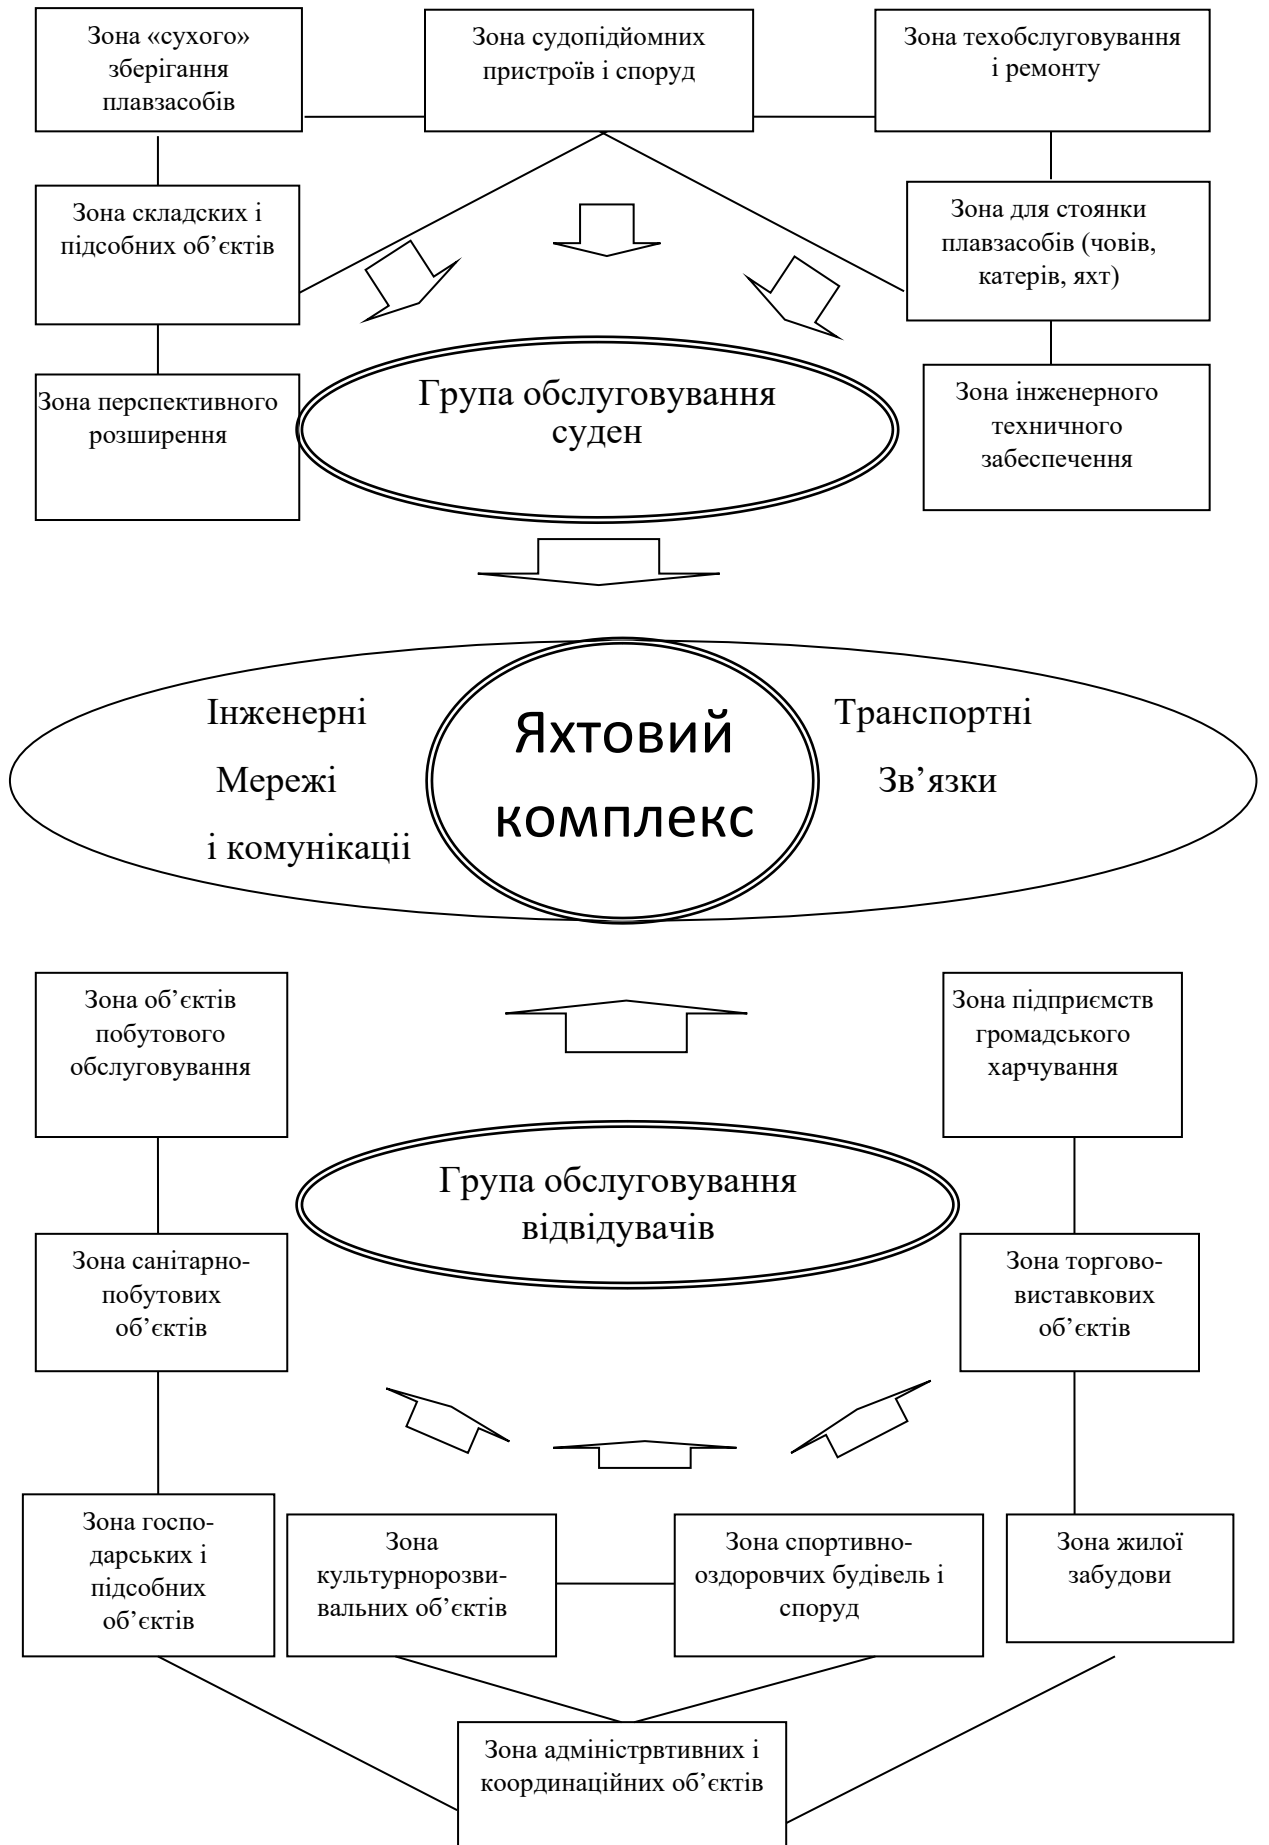 Зона «сухого»
зберігання
плавзасобів
Зона судопідйомних
пристроїв і споруд
Зона техобслуговування
і ремонту
Зона складских і
підсобних об’єктів
Зона для стоянки
плавзасобів (човів,
катерів, яхт)
Зона перспективного
розширення
Група обслуговування
суден
Зона інженерного
техничного
забеспечення
Інженерні
Мережі
і комунікаціі
Яхтовий
комплекс
Транспортні
Зв’язки
Зона об’єктів
побутового
обслуговування
Зона підприємств
громадського
харчування
Група обслуговування
відвідувачів
Зона санітарно-
побутових
об’єктів
Зона торгово-
виставкових
об’єктів
Зона госпо-
дарських і
підсобних
об’єктів
Зона
культурнорозви-
вальних об’єктів
Зона спортивно-
оздоровчих будівель і
споруд
Зона жилої
забудови
Зона адміністрвтивних і
координаційних об’єктів